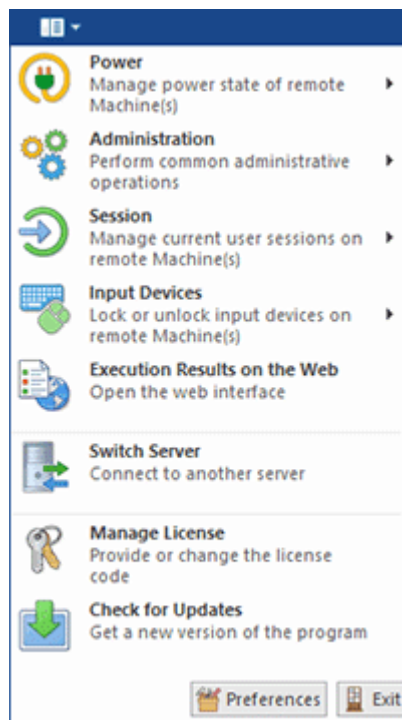 Power
Manage power state of remote
Machine(s)
Administration
Perform common administrative
operations
Session
Manage current user sessions on
remote Machine(s)
Input Devices
Lock or unlock input devices on
remote Machine(s)
Execution Results on the Web
Open the web interface
Switch Server
Connect to another server
Manage License
Provide or change the license
code
Check for Updates
Get a new version of the program
Preferences Exit